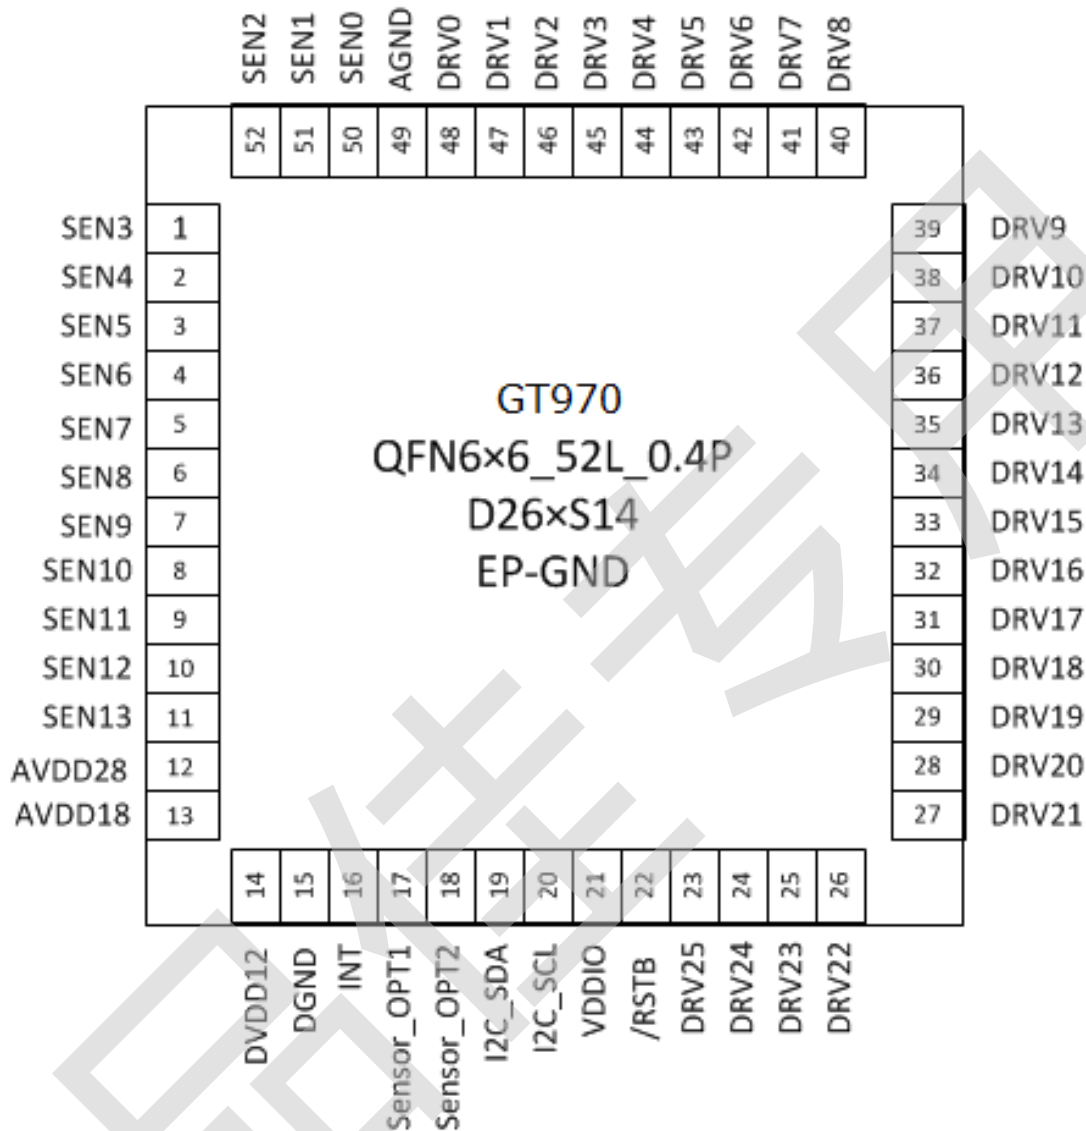 SEN2 SEN1 SEN0 AGND DRV0 DRV1 DRV2 DRV3 DRV4 DRV5 DRV6 DRV7 DRV8
52 51 50 49 48 47 46 45 44 43 42 41 40
SEN3 1 39 DRV9
SEN4 2 38 DRV10
SEN5 3 37 DRV11
SEN6 4 36 DRV12
SEN7 5 35 DRV13
SEN8 6 34 DRV14
SEN9 7 33 DRV15
SEN10 8 32 DRV16
SEN11 9 31 DRV17
SEN12 10 30 DRV18
SEN13 11 29 DRV19
AVDD28 12 28 DRV20
AVDD18 13 27 DRV21
GT970
QFN6×6_52L_0.4P
D26×S14
EP-GND
14 15 16 17 18 19 20 21 22 23 24 25 26
DVDD12 DGND INT Sensor_OPT1 Sensor_OPT2 I2C_SDA I2C_SCL VDDIO /RSTB DRV25 DRV24 DRV23 DRV22
品佳专用